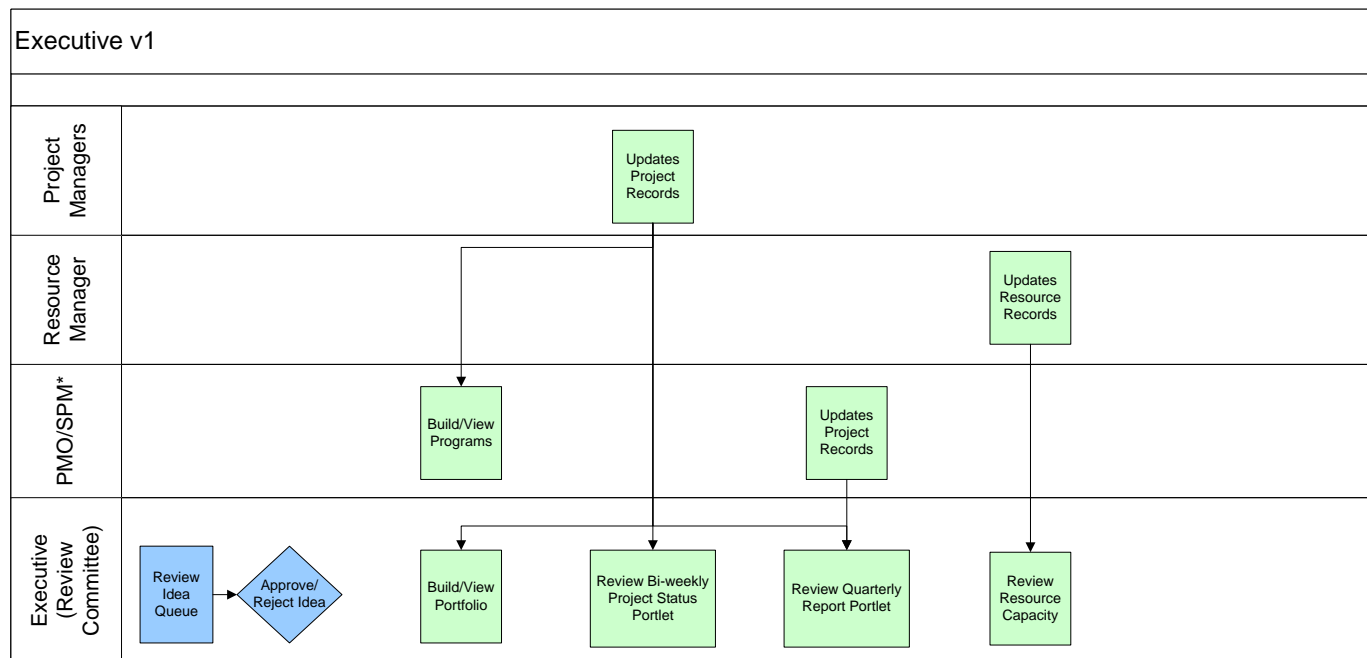 Executive v1
Project
Managers
Updates
Project
Records
Resource
Manager
Updates
Resource
Records
PMO/SPM*
Build/View
Programs
Updates
Project
Records
Executive
(Review
Committee)
Review
Idea
Queue
Approve/
Reject Idea
Build/View
Portfolio
Review Bi-weekly
Project Status
Portlet
Review Quarterly
Report Portlet
Review
Resource
Capacity